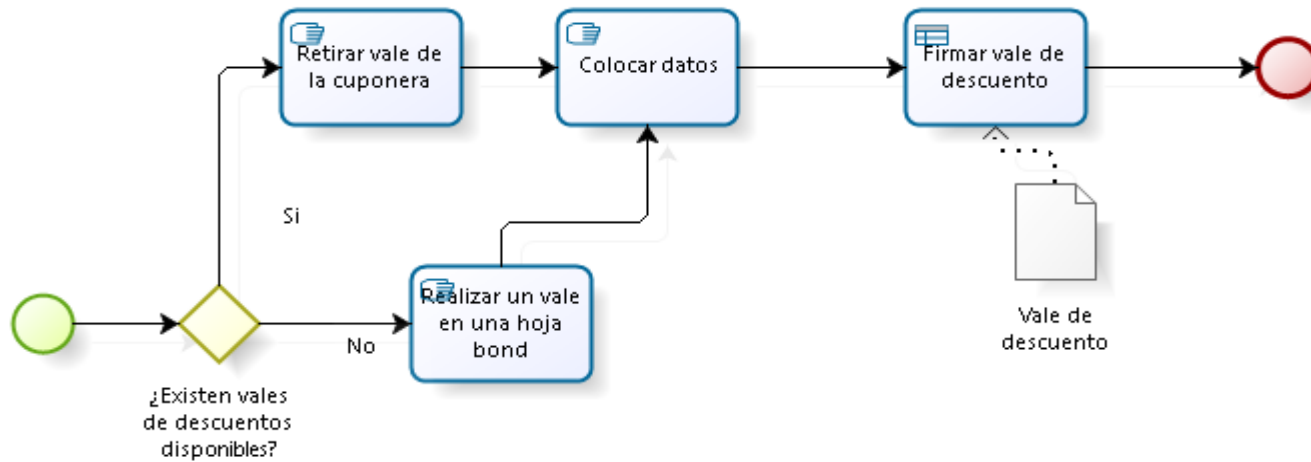 Retirar vale de
la cuponera
Colocar datos
Firmar vale de
descuento
Si
Realizar un vale
en una hoja
bond
No
Vale de
descuento
¿Existen vales
de descuentos
disponibles?